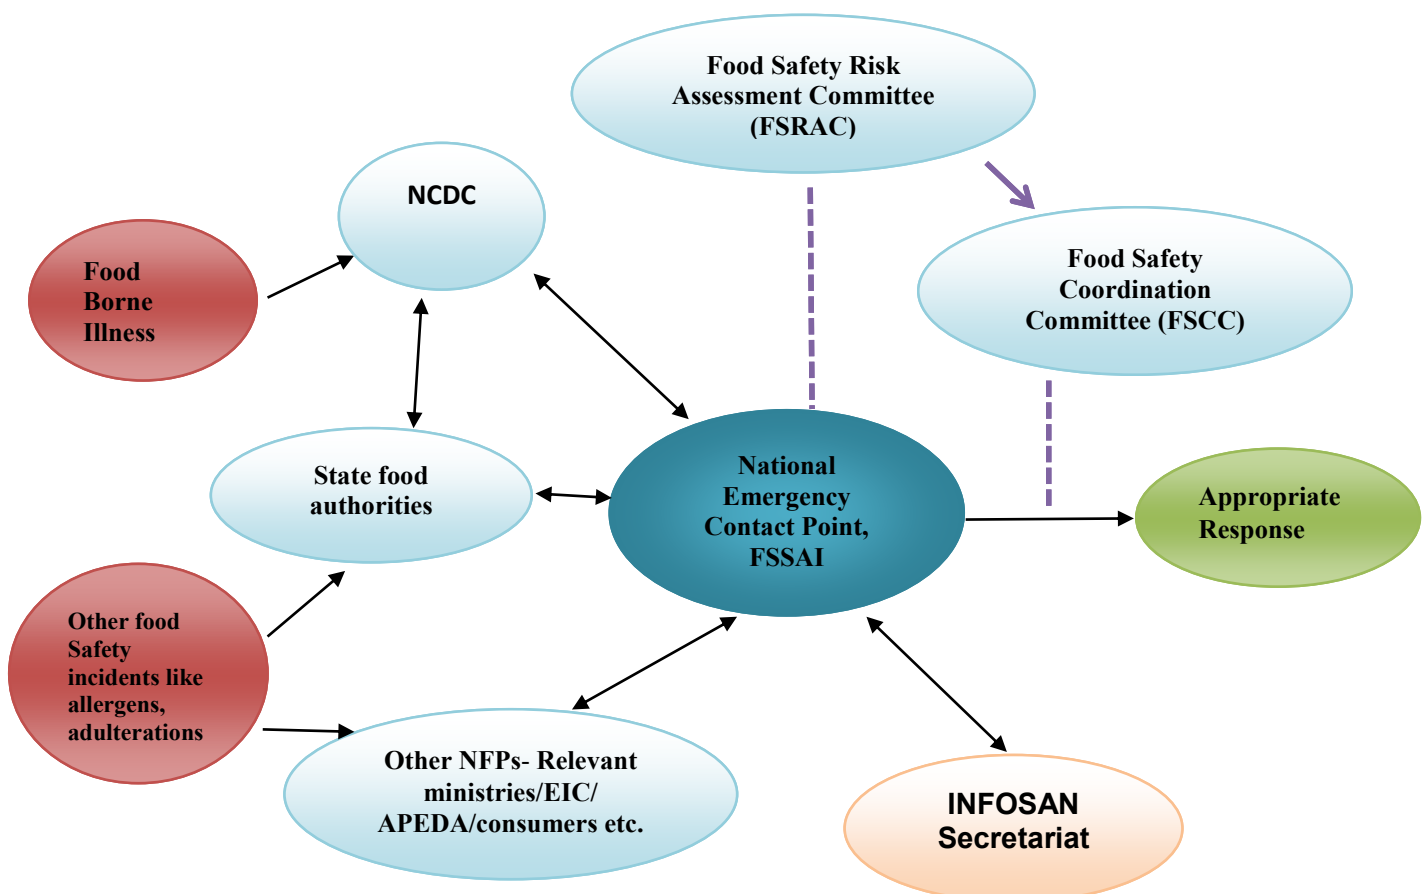 Food Safety Risk
Assessment Committee
(FSRAC)
NCDC
Food
Borne
Illness
Food Safety
Coordination
Committee (FSCC)
State food
authorities
National
Emergency
Contact Point,
FSSAI
Appropriate
Response
Other food
Safety
incidents like
allergens,
adulterations
Other NFPs- Relevant
ministries/EIC/
APEDA/consumers etc.
INFOSAN
Secretariat